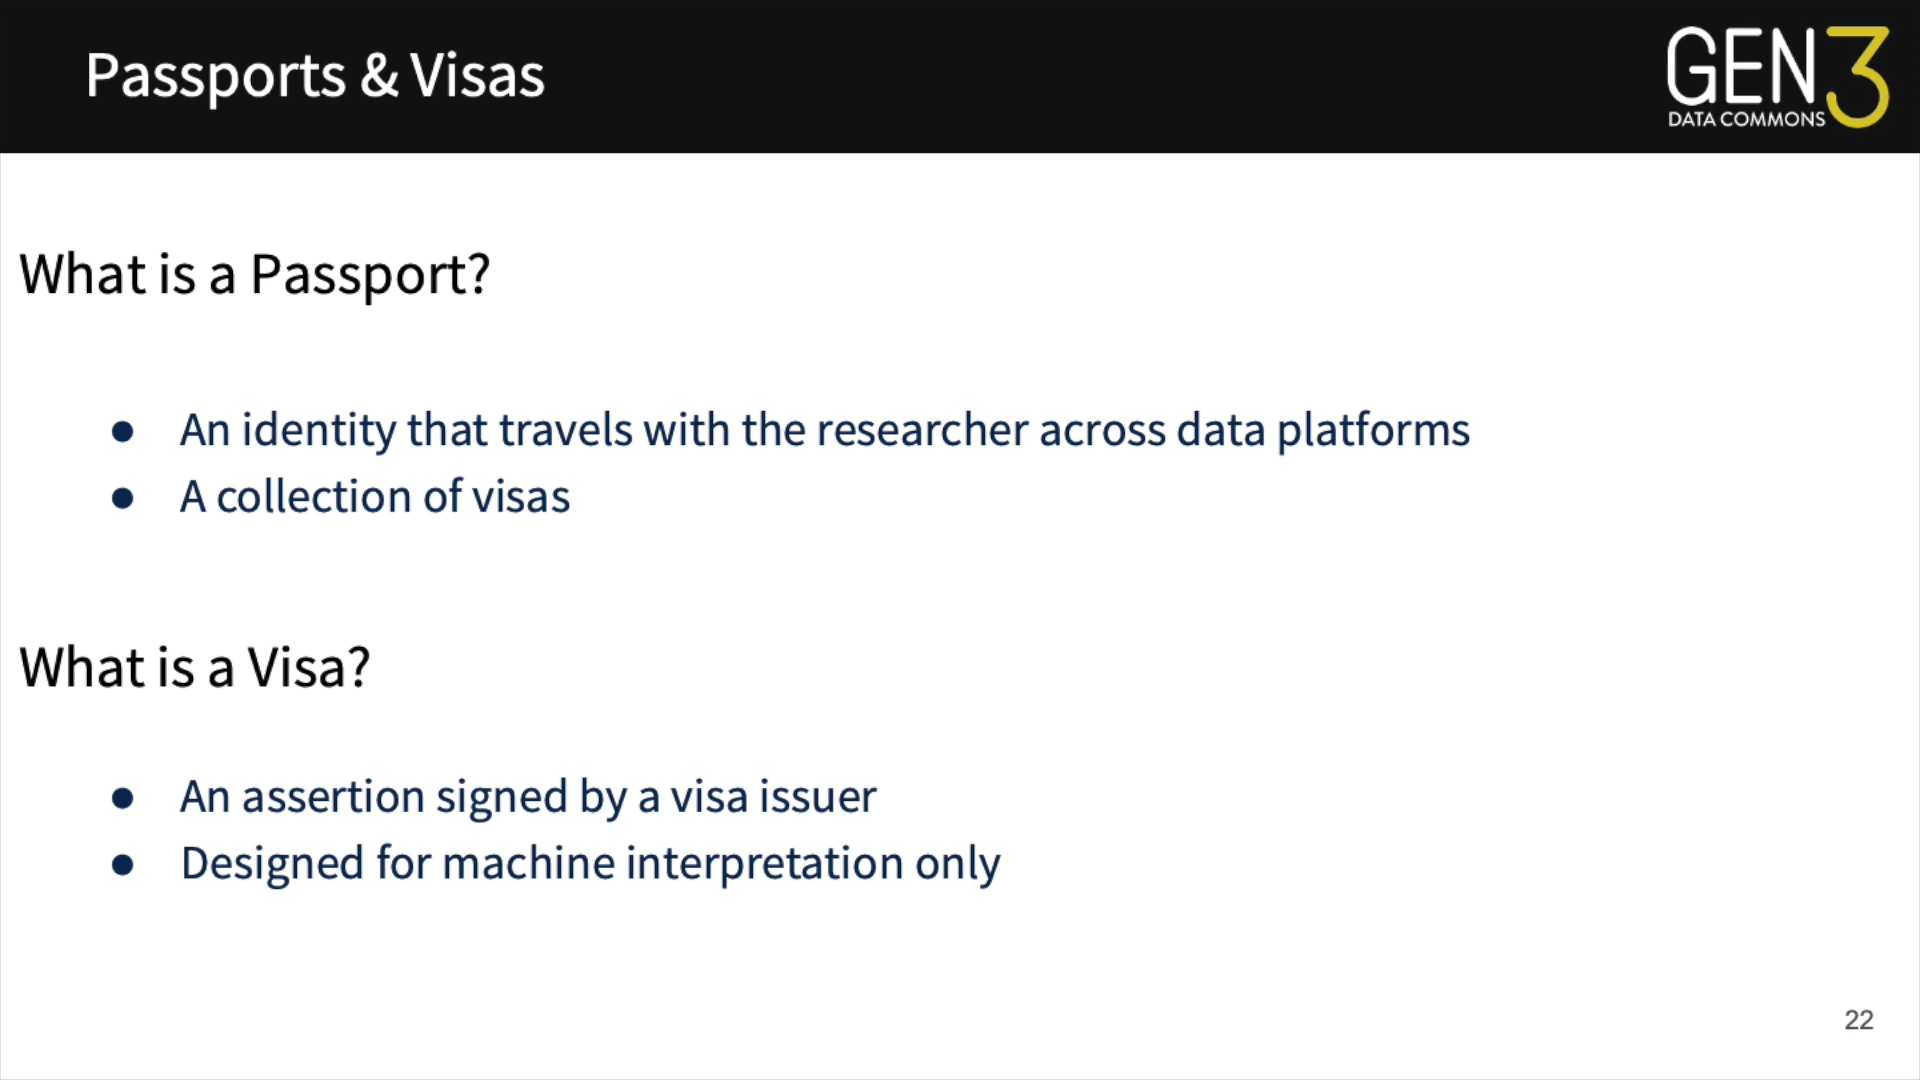 Passports & Visas
GEN3
DATA COMMONS
What is a Passport?
● An identity that travels with the researcher across data platforms
● A collection of visas
What is a Visa?
● An assertion signed by a visa issuer
● Designed for machine interpretation only
22